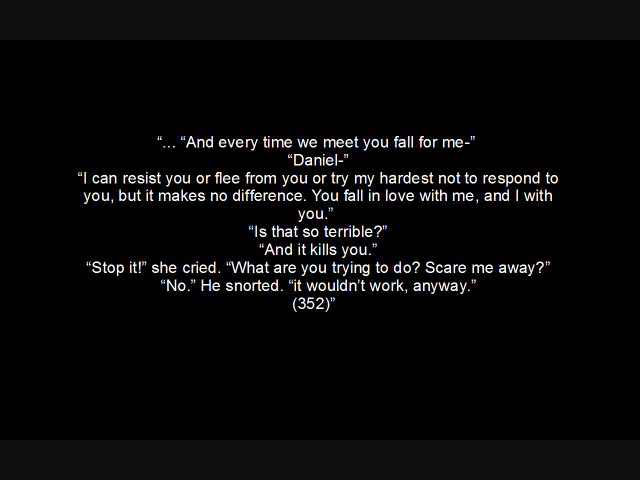 “... “And every time we meet you fall for me-”
“Daniel-”
“I can resist you or flee from you or try my hardest not to respond to
you, but it makes no difference. You fall in love with me, and I with
you.”
“Is that so terrible?”
“And it kills you.”
“Stop it!” she cried. “What are you trying to do? Scare me away?”
“No.” He snorted. “it wouldn’t work, anyway.”
(352)”